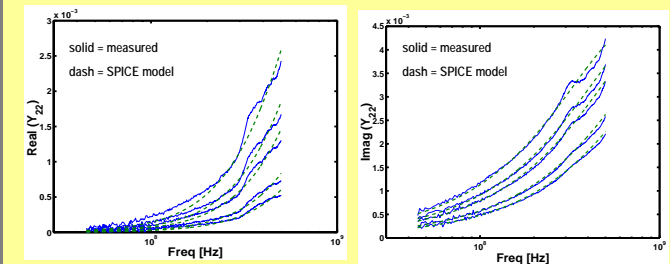 x 10⁻³
3
2.5
2
1.5
1
0.5
0
solid = measured
dash = SPICE model
Real (Y22)
10⁸
10⁹
Freq [Hz]
x 10⁻³
4.5
4
3.5
3
2.5
2
1.5
1
0.5
0
solid = measured
dash = SPICE model
Imag (Y22)
10⁸
10⁹
Freq [Hz]